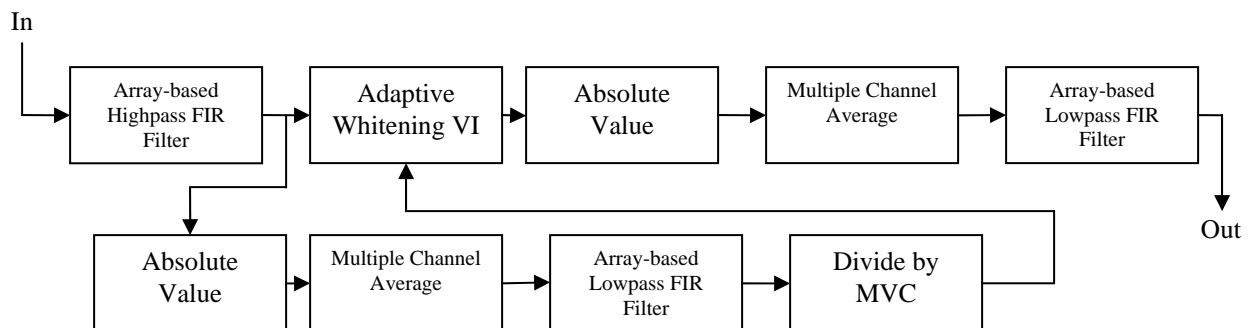 In
Array-based
Highpass FIR
Filter
Adaptive
Whitening VI
Absolute
Value
Multiple Channel
Average
Array-based
Lowpass FIR
Filter
Out
Absolute
Value
Multiple Channel
Average
Array-based
Lowpass FIR
Filter
Divide by
MVC